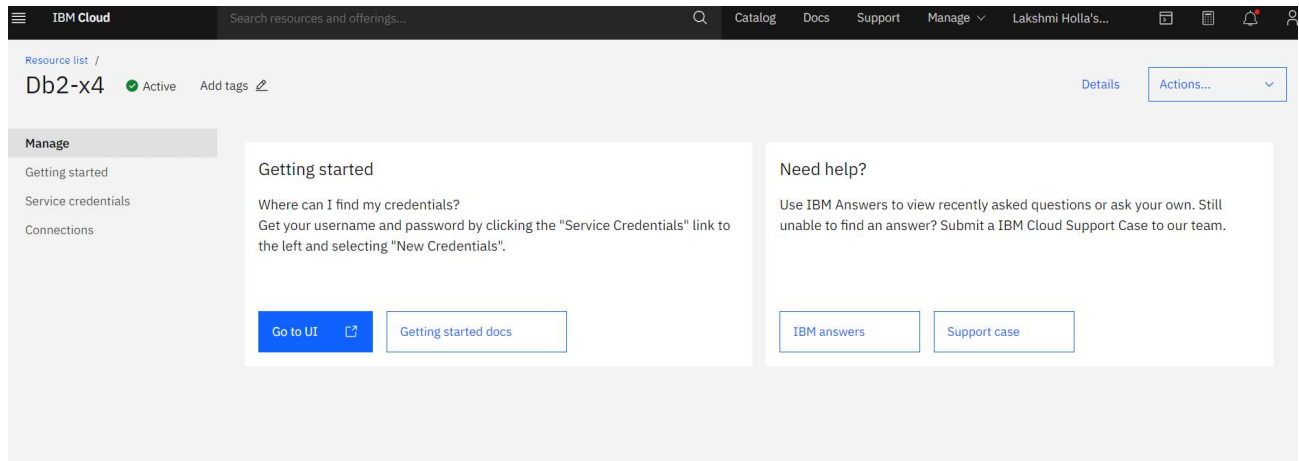 IBM Cloud
Search resources and offerings...
Catalog
Docs
Support
Manage
Lakshmi Holla's...
Resource list /
Db2-x4
Active
Add tags
Details
Actions...
Manage
Getting started
Service credentials
Connections
Getting started
Where can I find my credentials?
Get your username and password by clicking the "Service Credentials" link to
the left and selecting "New Credentials".
Go to UI
Getting started docs
Need help?
Use IBM Answers to view recently asked questions or ask your own. Still
unable to find an answer? Submit a IBM Cloud Support Case to our team.
IBM answers
Support case